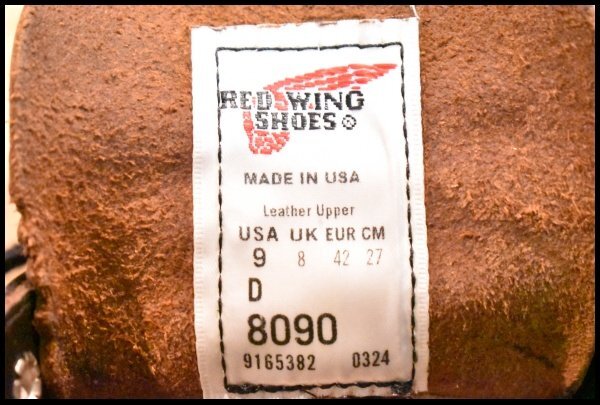 RED WING
SHOES ®
MADE IN USA
Leather Upper
USA UK EUR CM
9 8 42 27
D
8090
9165382 0324